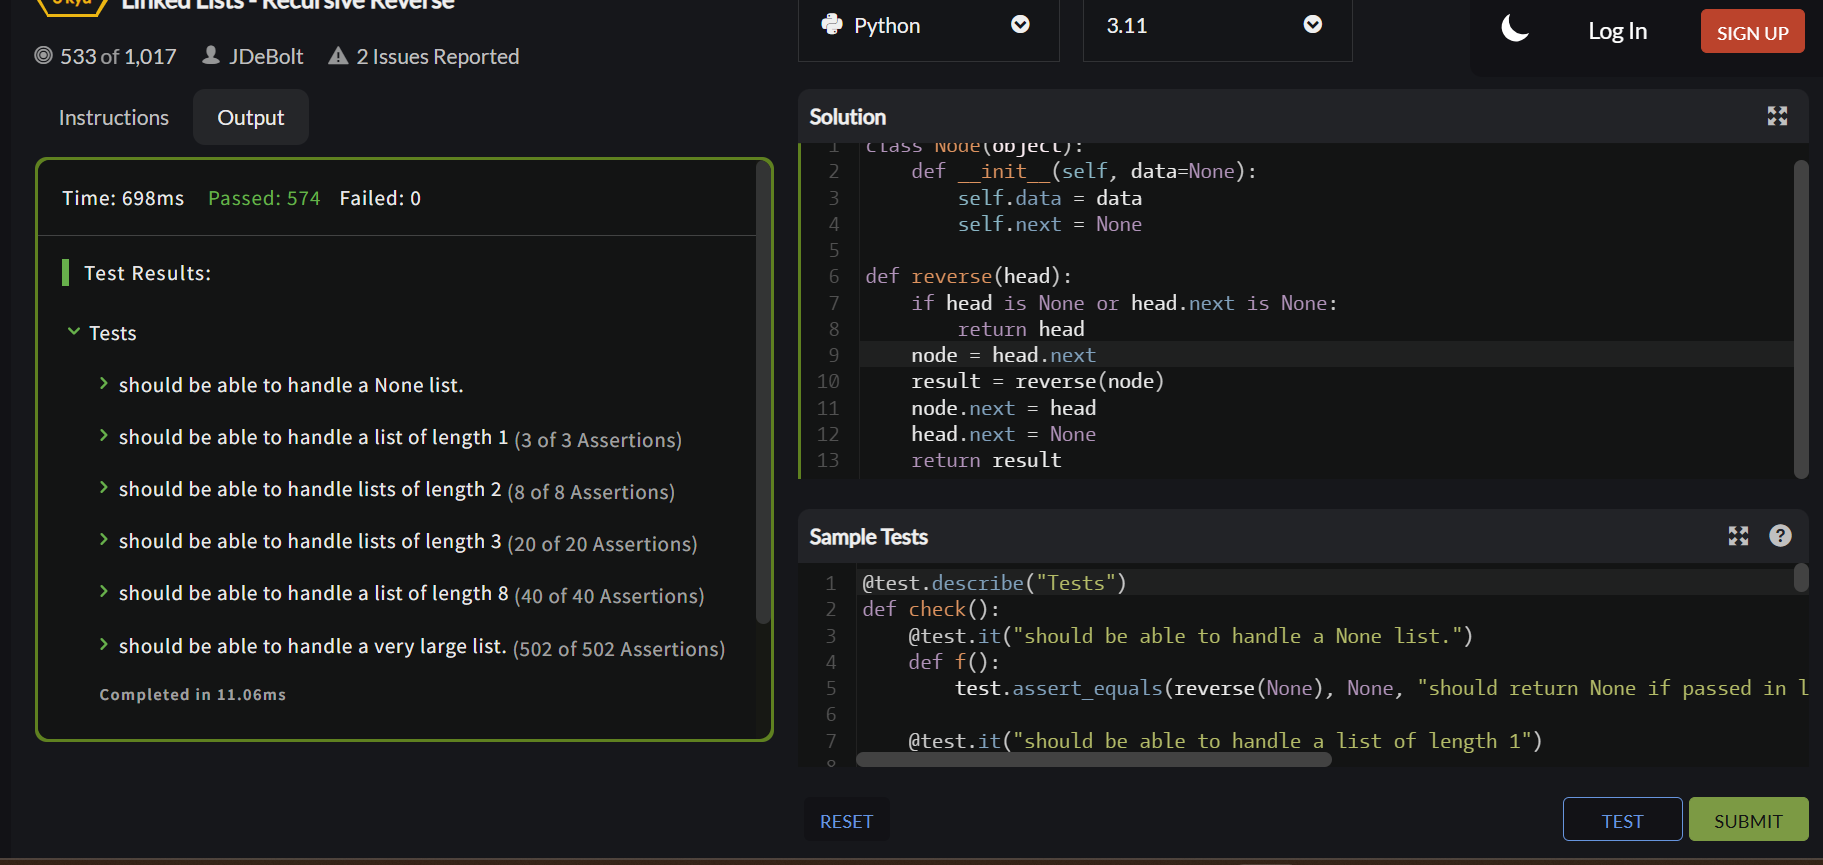 Linked Lists - Recursive Reverse
533 of 1,017 JDeBolt 2 Issues Reported
Instructions Output
Time: 698ms Passed: 574 Failed: 0
Test Results:
Tests
should be able to handle a None list.
should be able to handle a list of length 1 (3 of 3 Assertions)
should be able to handle lists of length 2 (8 of 8 Assertions)
should be able to handle lists of length 3 (20 of 20 Assertions)
should be able to handle a list of length 8 (40 of 40 Assertions)
should be able to handle a very large list. (502 of 502 Assertions)
Completed in 11.06ms
Python 3.11
Log In SIGN UP
Solution
1 class Node(object):
2     def __init__(self, data=None):
3         self.data = data
4         self.next = None
5
6 def reverse(head):
7     if head is None or head.next is None:
8         return head
9     node = head.next
10     result = reverse(node)
11     node.next = head
12     head.next = None
13     return result
Sample Tests ?
1 @test.describe("Tests")
2 def check():
3     @test.it("should be able to handle a None list.")
4     def f():
5         test.assert_equals(reverse(None), None, "should return None if passed in l
6
7     @test.it("should be able to handle a list of length 1")
8
RESET TEST SUBMIT